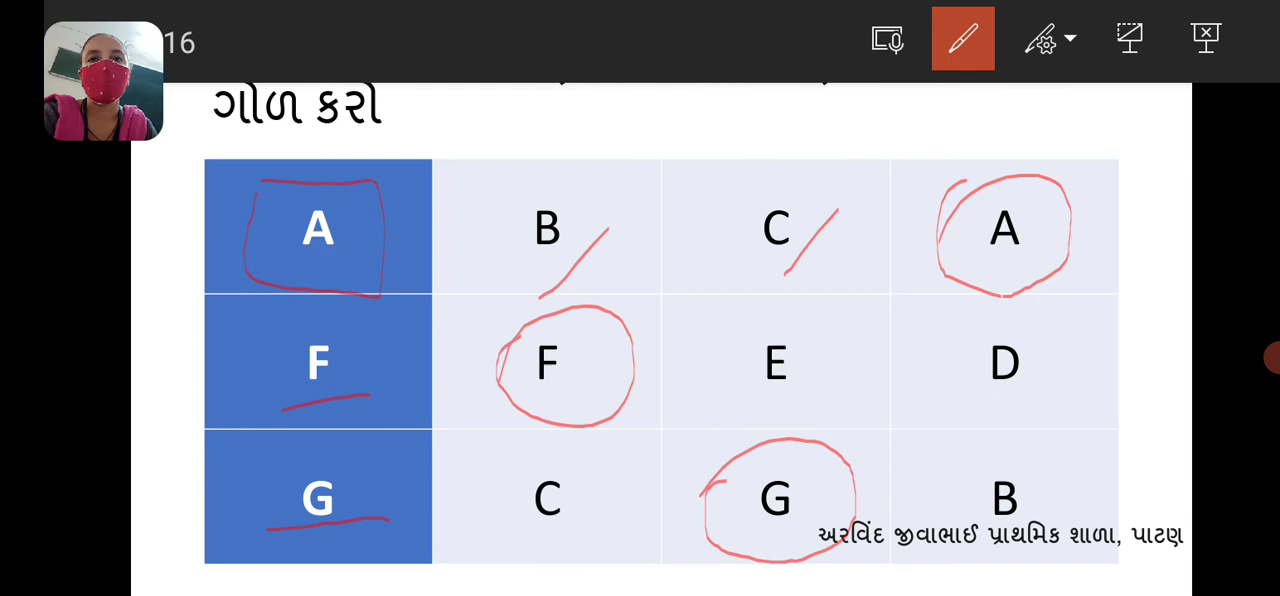 16
ગોળ કરો
A B C A
F F E D
G C G B
અરવિંદ જીવાભાઈ પ્રાથમિક શાળા, પાટણ